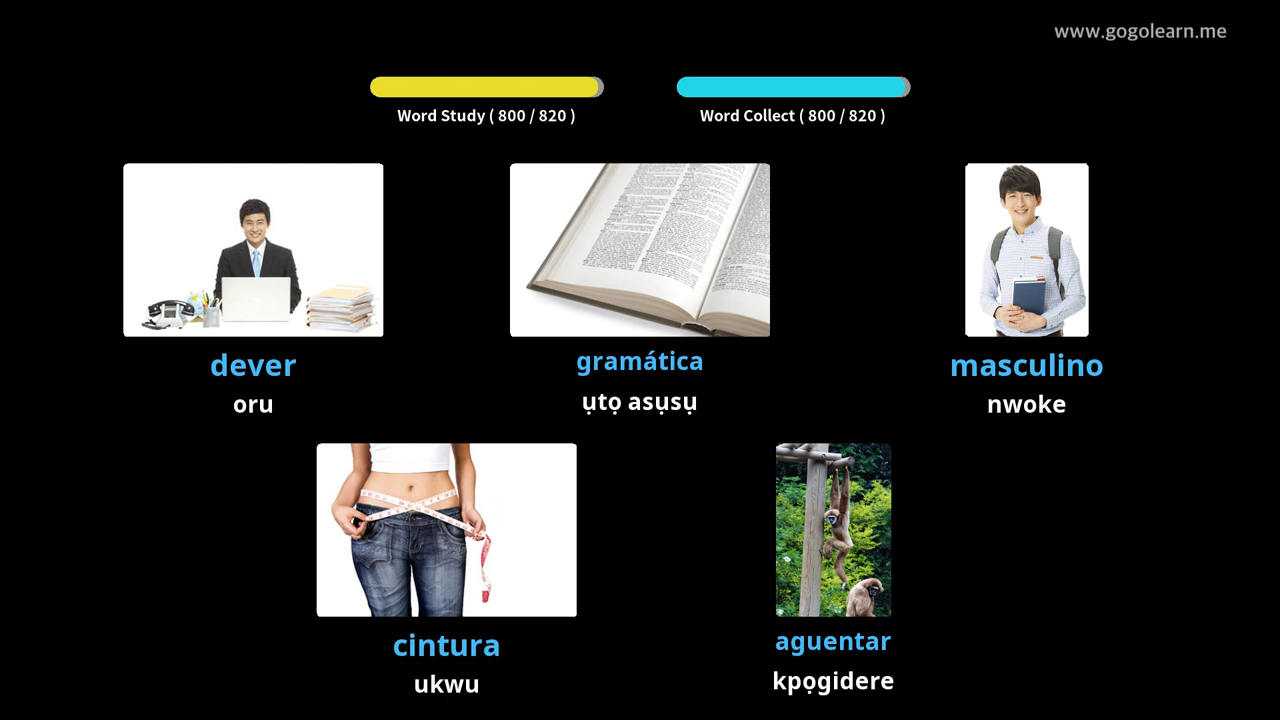 www.gogolearn.me
Word Study ( 800 / 820 )
Word Collect ( 800 / 820 )
dever
oru
gramática
ụtọ asụsụ
masculino
nwoke
cintura
ukwu
aguentar
kpọgidere